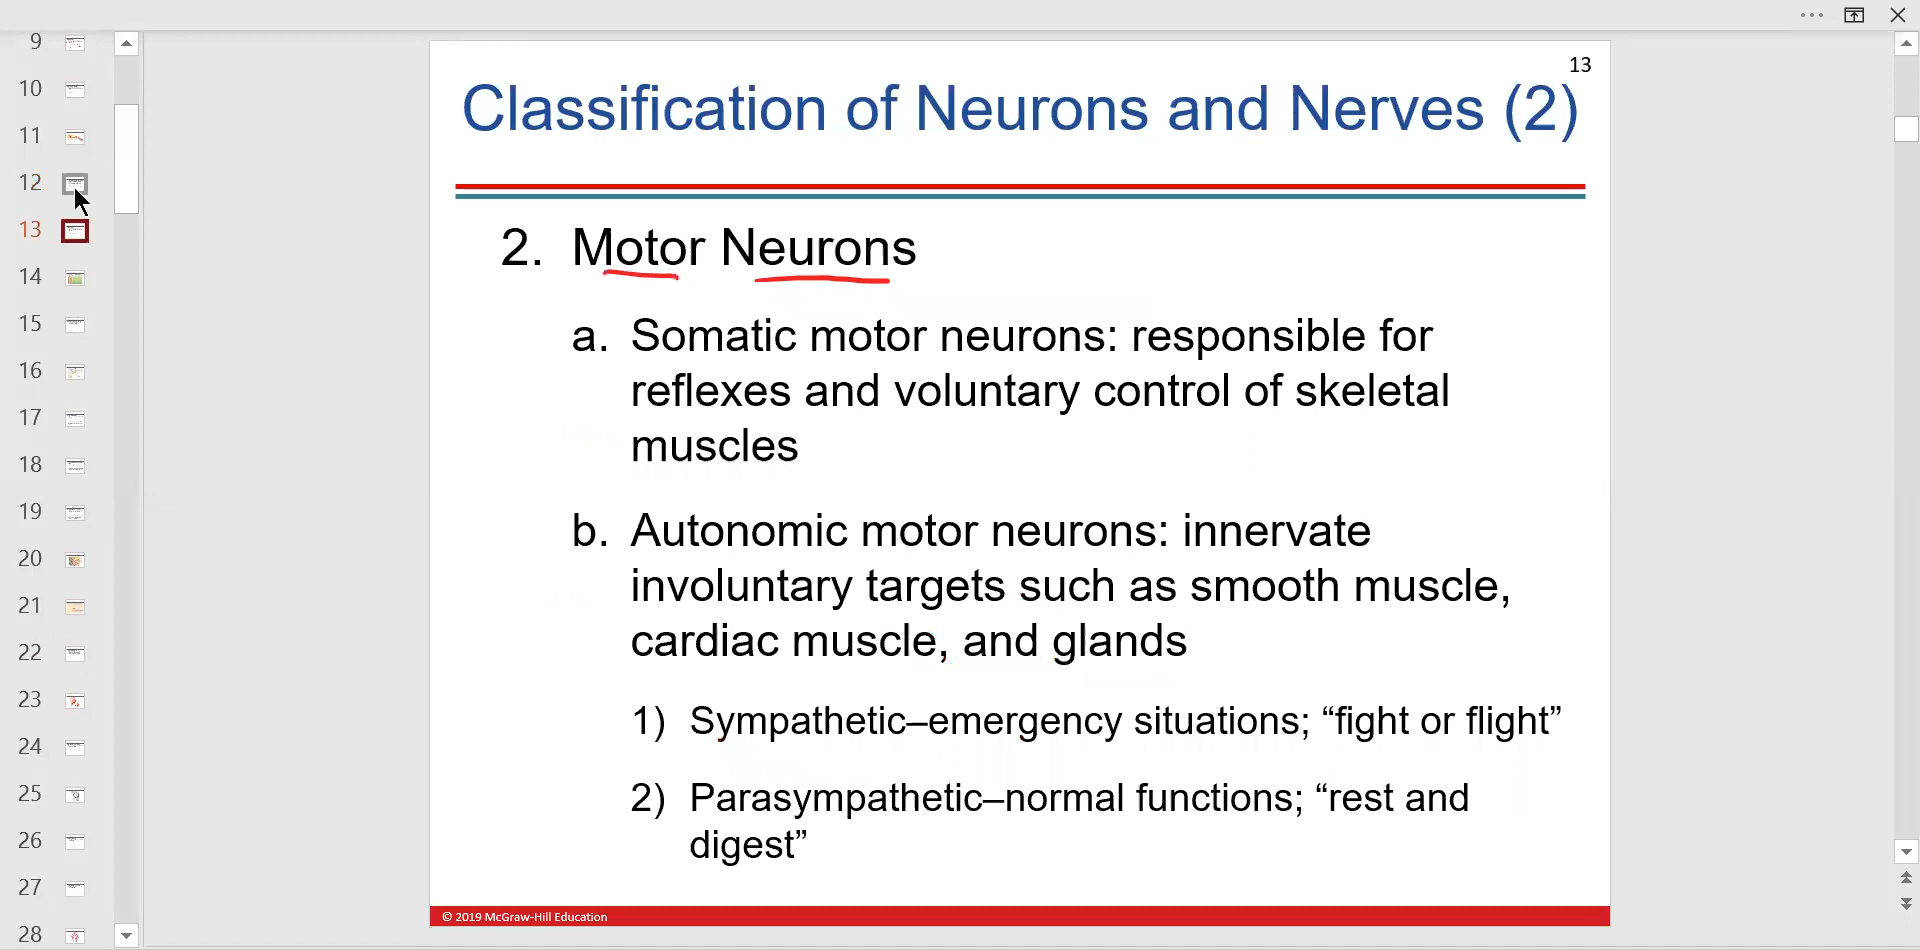 9
10
11
12
13
14
15
16
17
18
19
20
21
22
23
24
25
26
27
28
13
Classification of Neurons and Nerves (2)
2. Motor Neurons
a. Somatic motor neurons: responsible for
reflexes and voluntary control of skeletal
muscles
b. Autonomic motor neurons: innervate
involuntary targets such as smooth muscle,
cardiac muscle, and glands
1) Sympathetic–emergency situations; “fight or flight”
2) Parasympathetic–normal functions; “rest and
digest”
© 2019 McGraw-Hill Education